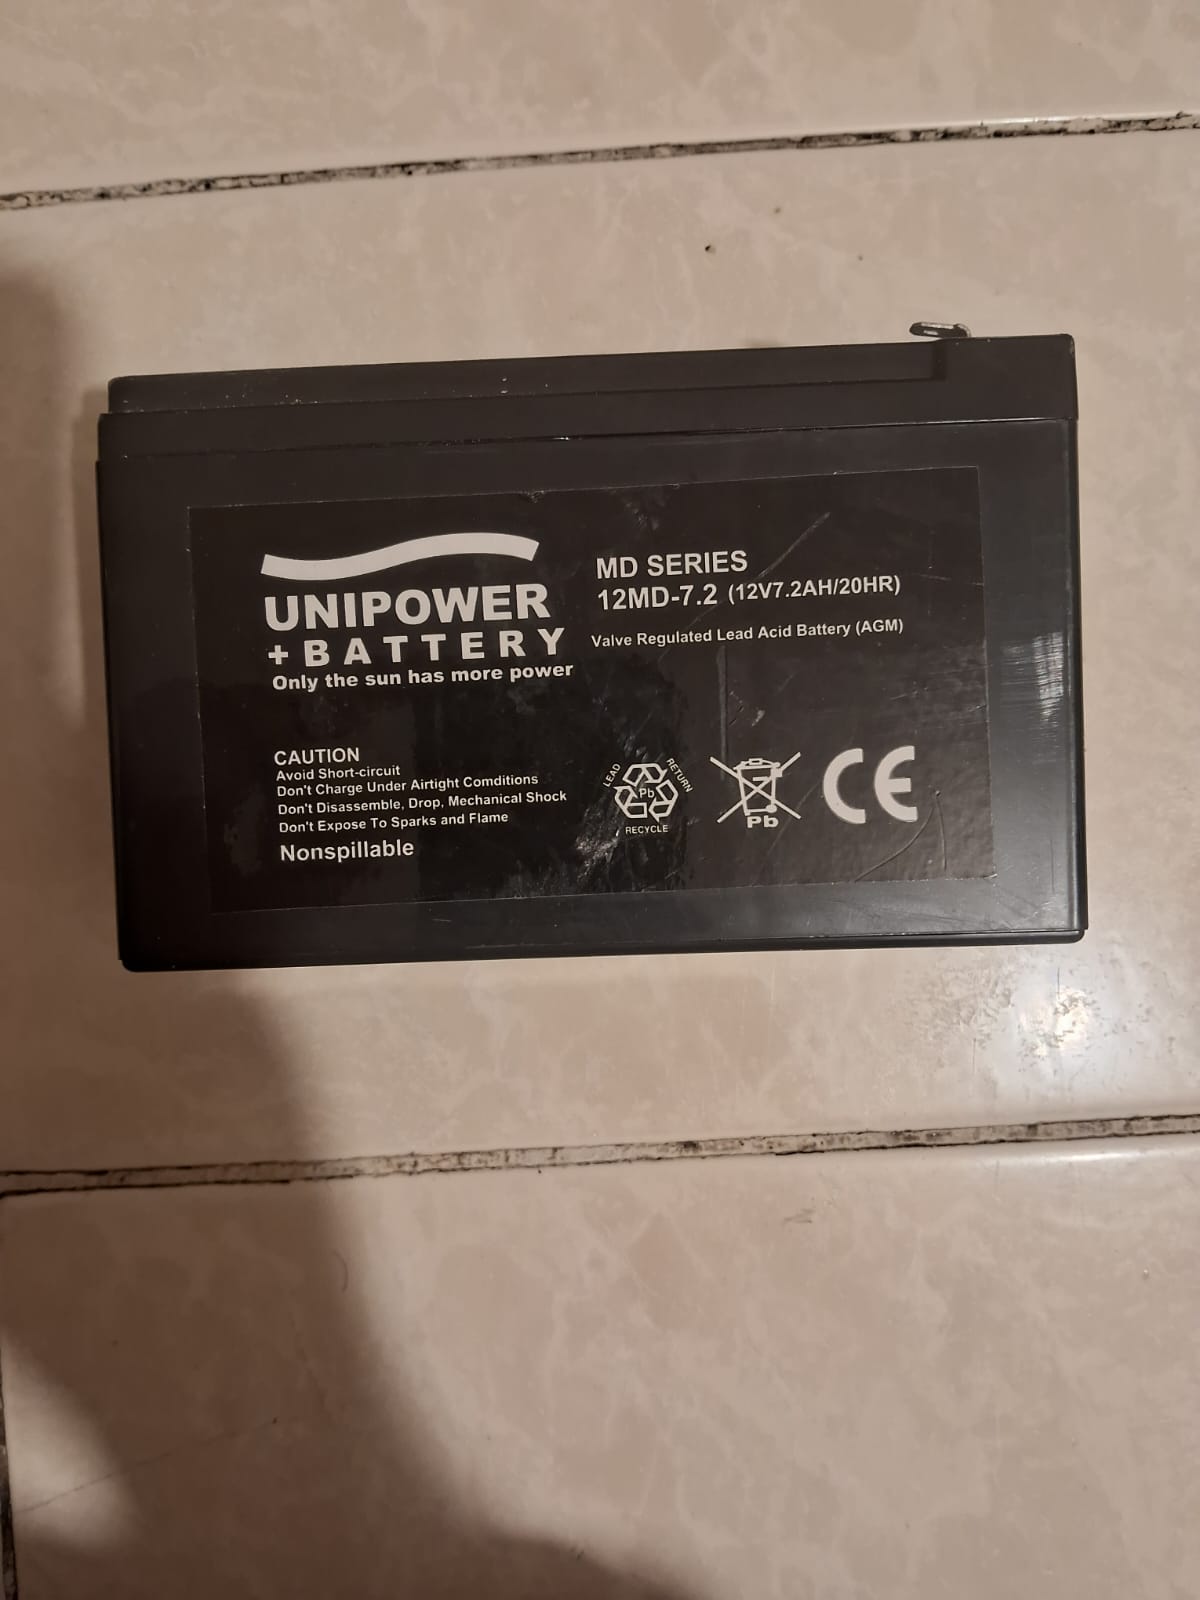 UNIPOWER
+ BATTERY
Only the sun has more power
MD SERIES
12MD-7.2 (12V7.2AH/20HR)
Valve Regulated Lead Acid Battery (AGM)
CAUTION
Avoid Short-circuit
Don't Charge Under Airtight Comditions
Don't Disassemble, Drop, Mechanical Shock
Don't Expose To Sparks and Flame
Nonspillable
LEAD
RETURN
Pb
RECYCLE
Pb
CE